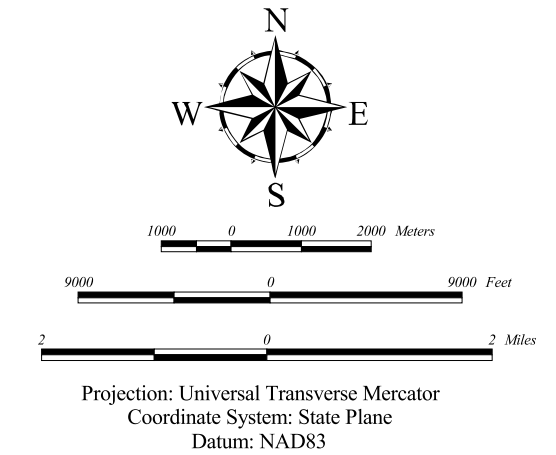 N
W E
S
1000 0 1000 2000 Meters
9000 0 9000 Feet
2 0 2 Miles
Projection: Universal Transverse Mercator
Coordinate System: State Plane
Datum: NAD83